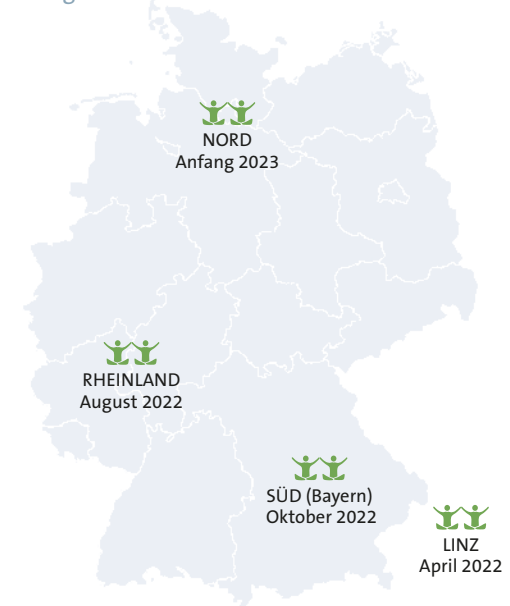 NORD
Anfang 2023
RHEINLAND
August 2022
SÜD (Bayern)
Oktober 2022
LINZ
April 2022